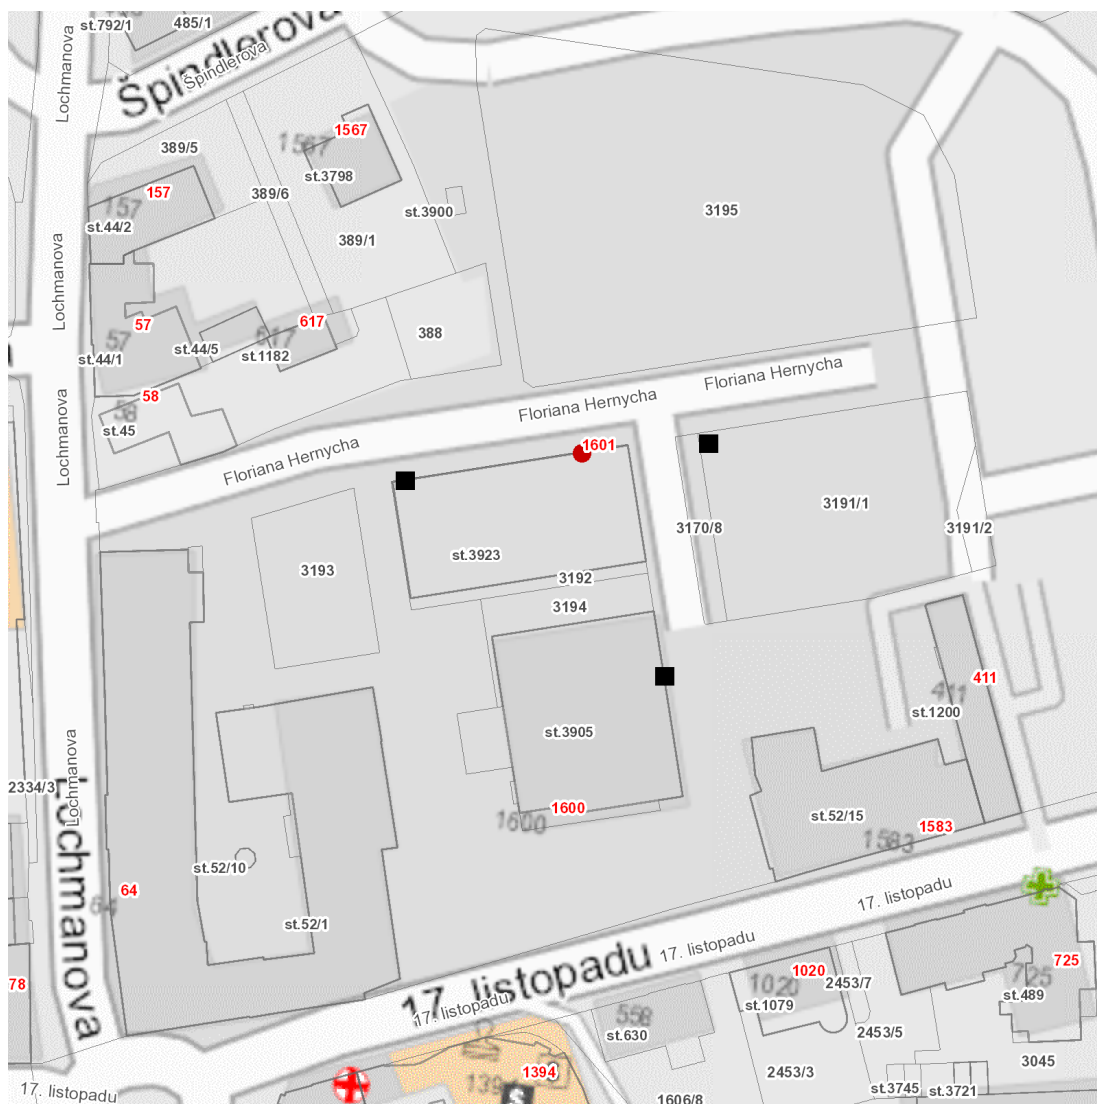 st.792/1
485/1
Lochmanova
Špindlerova
Špindlerova
1567
1567
389/5
st.3798
157
157
389/6
st.3900
3195
st.44/2
389/1
Lochmanova
57
57
617
617
388
st.44/5
st.1182
st.44/1
Floriana Hernycha
58
58
Floriana Hernycha
st.45
Lochmanova
1601
Floriana Hernycha
3191/1
3170/8
3191/2
st.3923
3193
3192
3194
411
411
st.1200
st.3905
Lochmanova
2334/3
Lochmanova
1600
1600
st.52/15
1583
1583
st.52/10
64
64
st.52/1
17. listopadu
17. listopadu
17. listopadu
17. listopadu
78
1020
1020
2453/7
725
725
st.1079
st.489
558
st.630
2453/5
3045
1394
2453/3
17. listopadu
st.3745
st.3721
1606/8